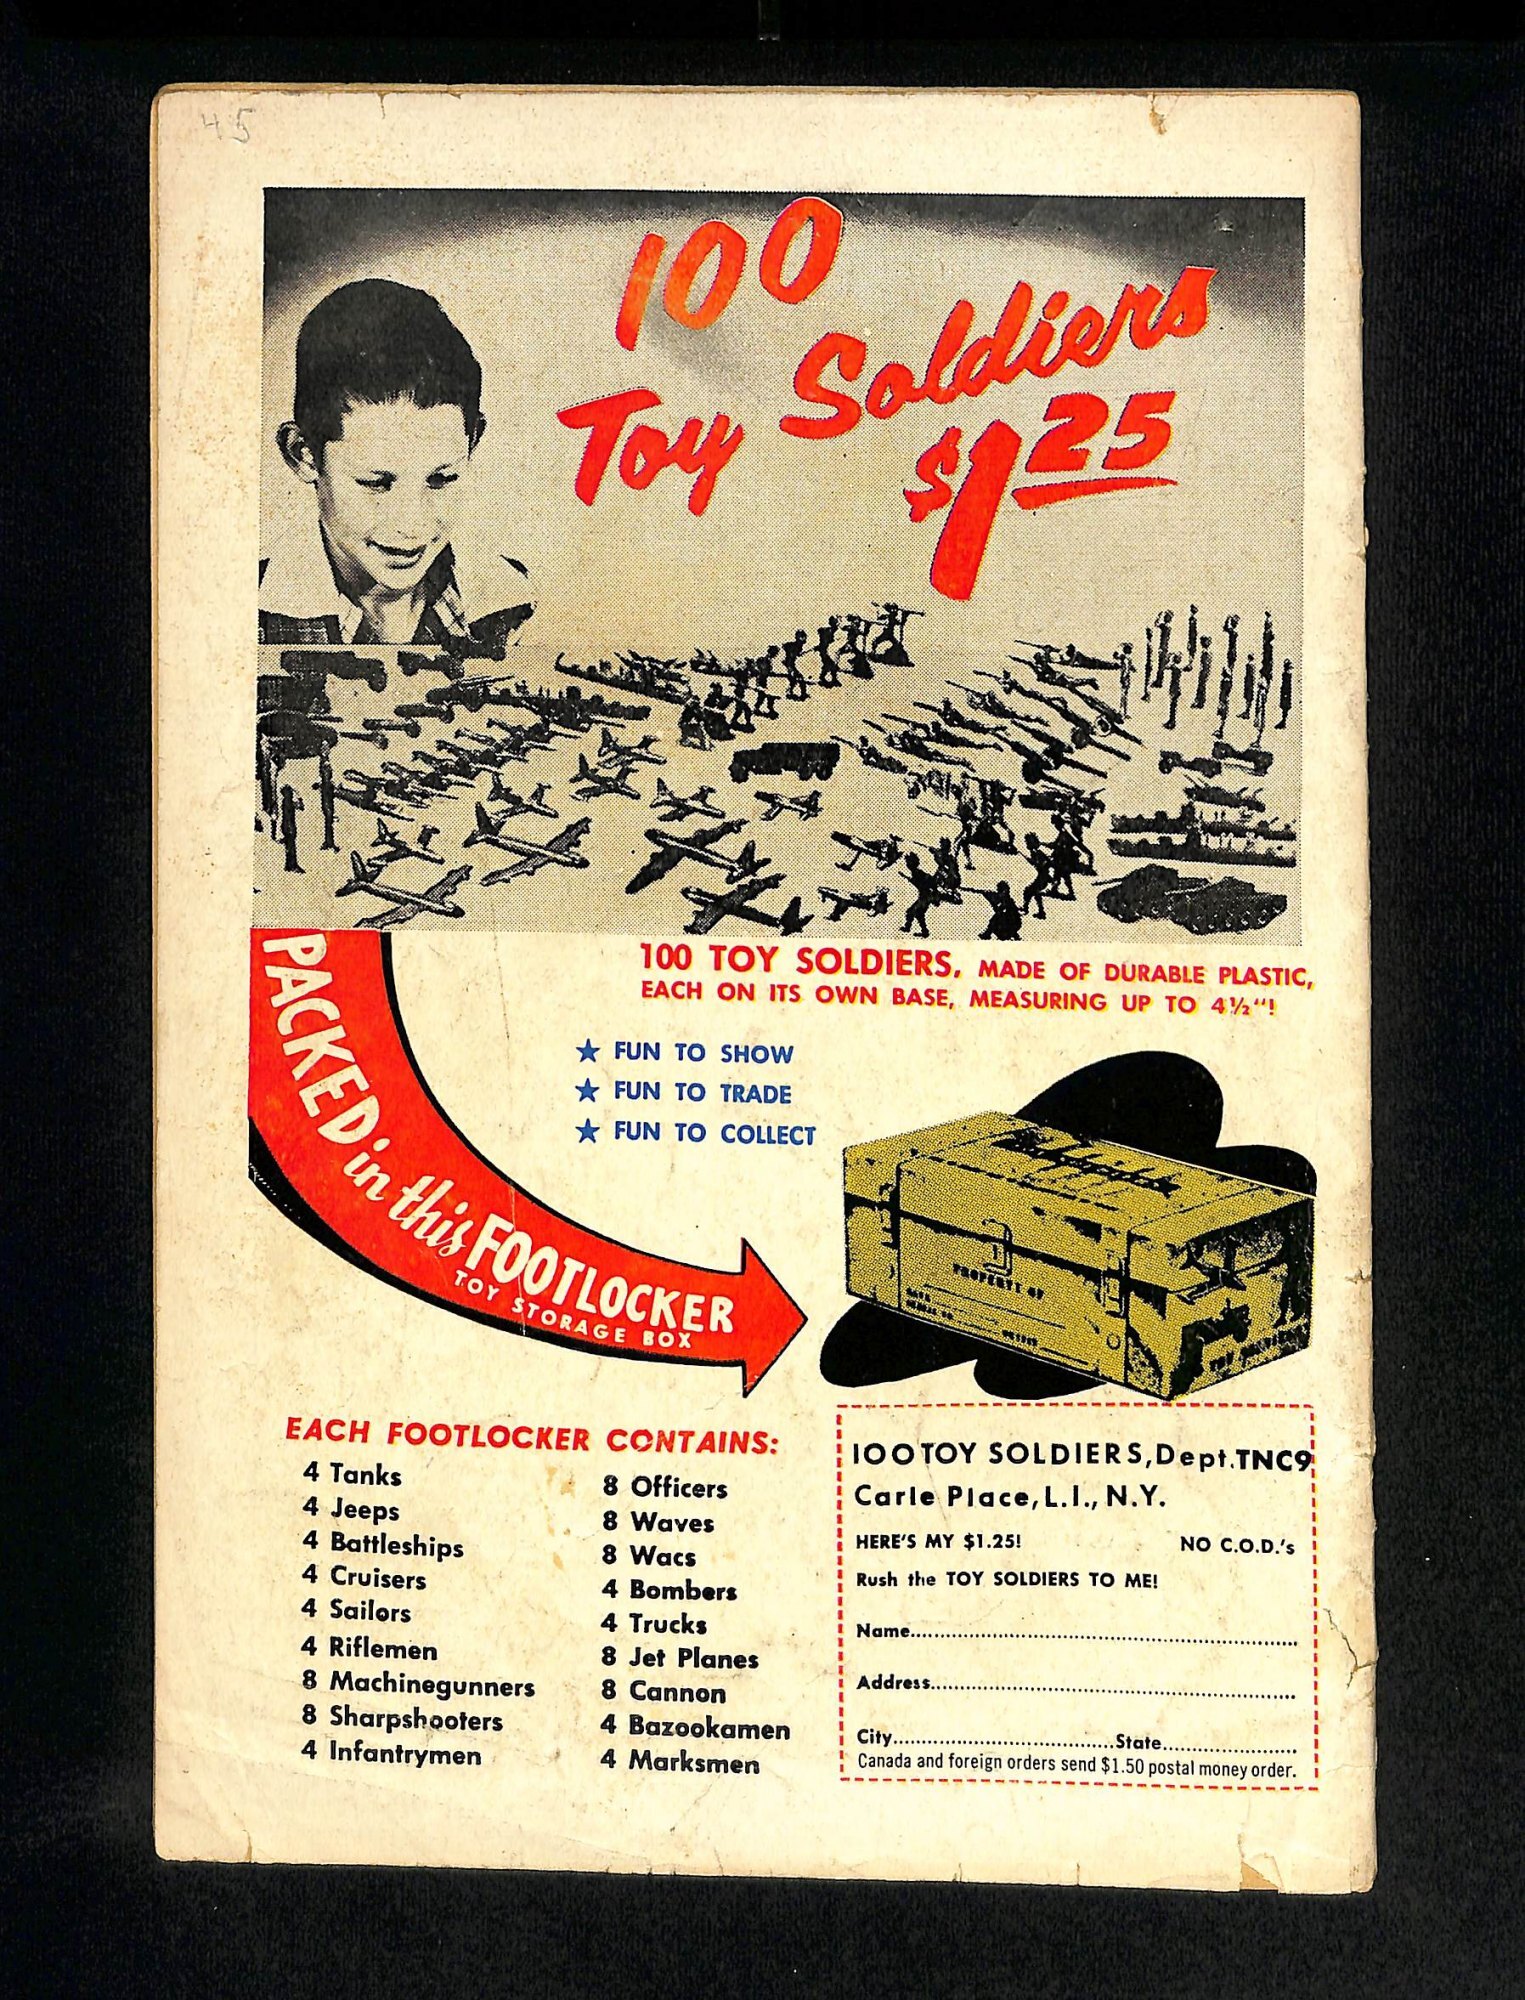 45
100
Toy Soldiers
$1 25
100 TOY SOLDIERS, MADE OF DURABLE PLASTIC,
EACH ON ITS OWN BASE, MEASURING UP TO 4½"!
★ FUN TO SHOW
★ FUN TO TRADE
★ FUN TO COLLECT
PACKED in this FOOTLOCKER
TOY STORAGE BOX
PROPERTY OF
EACH FOOTLOCKER CONTAINS:
4 Tanks
4 Jeeps
4 Battleships
4 Cruisers
4 Sailors
4 Riflemen
8 Machinegunners
8 Sharpshooters
4 Infantrymen
8 Officers
8 Waves
8 Wacs
4 Bombers
4 Trucks
8 Jet Planes
8 Cannon
4 Bazookamen
4 Marksmen
100 TOY SOLDIERS, Dept. TNC9
Carle Place, L.I., N.Y.
HERE'S MY $1.25! NO C.O.D.'s
Rush the TOY SOLDIERS TO ME!
Name
Address
City State
Canada and foreign orders send $1.50 postal money order.